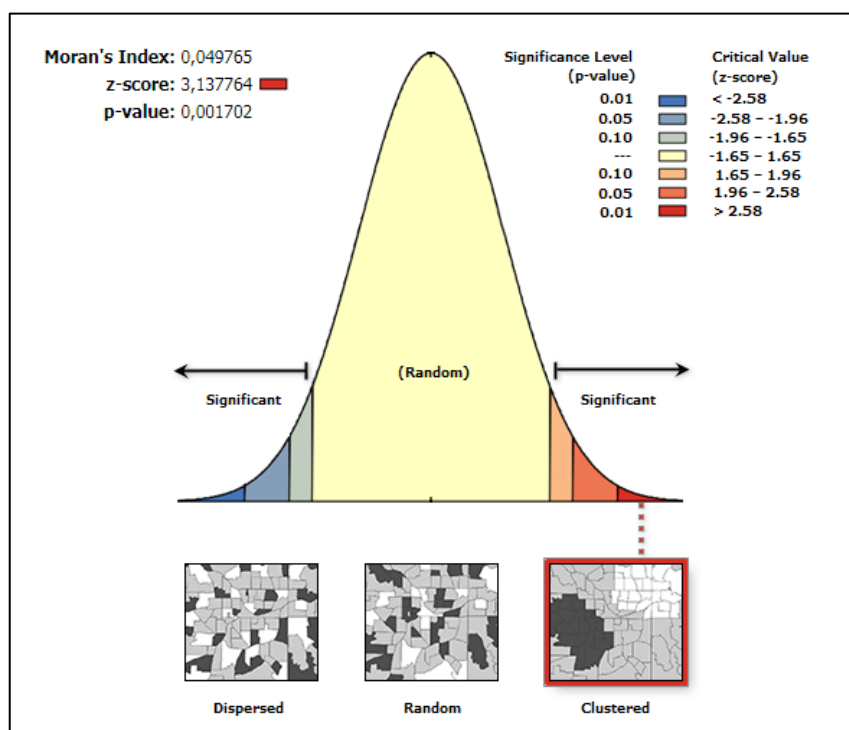 Moran's Index: 0,049765
z-score: 3,137764
p-value: 0,001702
Significance Level
(p-value)
Critical Value
(z-score)
0.01 < -2.58
0.05 -2.58 – -1.96
0.10 -1.96 – -1.65
--- -1.65 – 1.65
0.10 1.65 – 1.96
0.05 1.96 – 2.58
0.01 > 2.58
(Random)
Significant
Significant
Dispersed
Random
Clustered